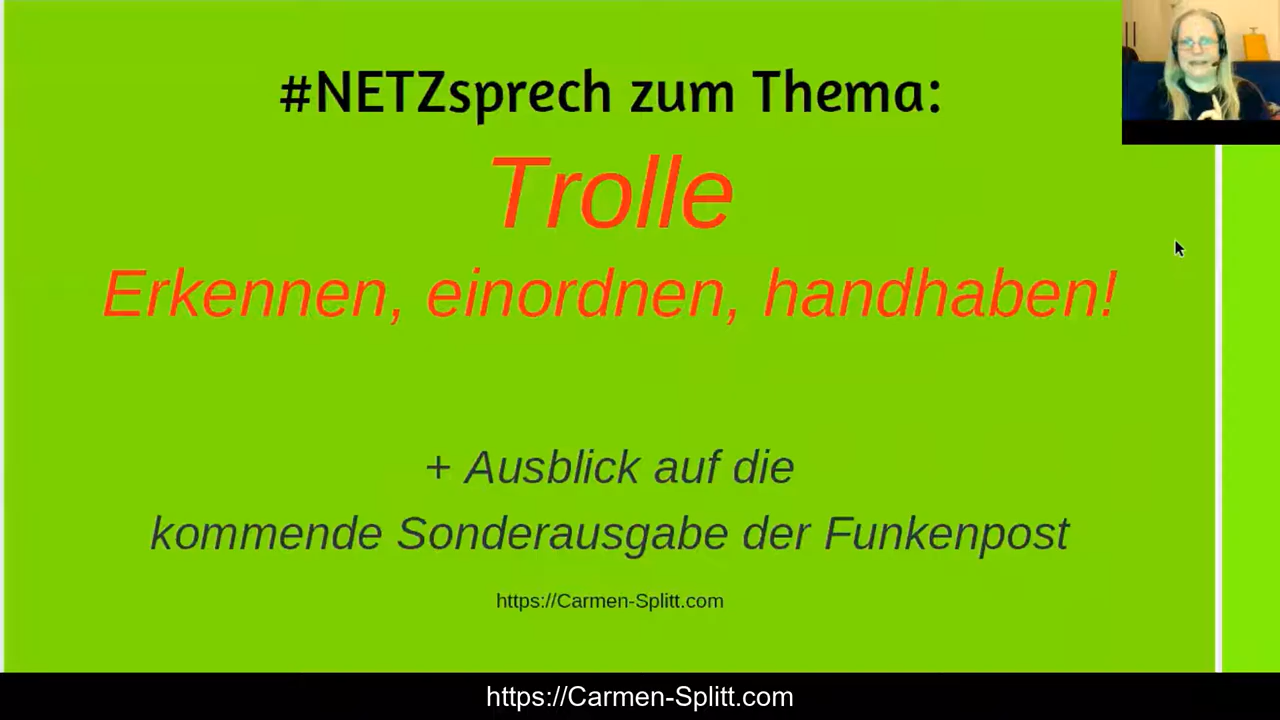 #NETZsprech zum Thema:
Trolle
Erkennen, einordnen, handhaben!
+ Ausblick auf die
kommende Sonderausgabe der Funkenpost
https://Carmen-Splitt.com
https://Carmen-Splitt.com